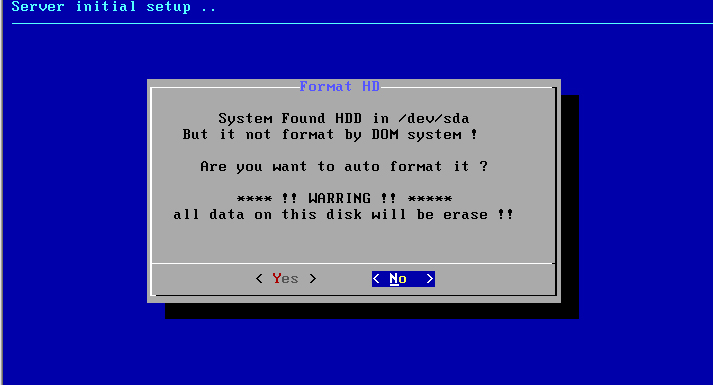 Server initial setup ..
Format HD
System Found HDD in /dev/sda
But it not format by DOM system !
Are you want to auto format it ?
**** !! WARRING !! *****
all data on this disk will be erase !!
< Yes > < No >